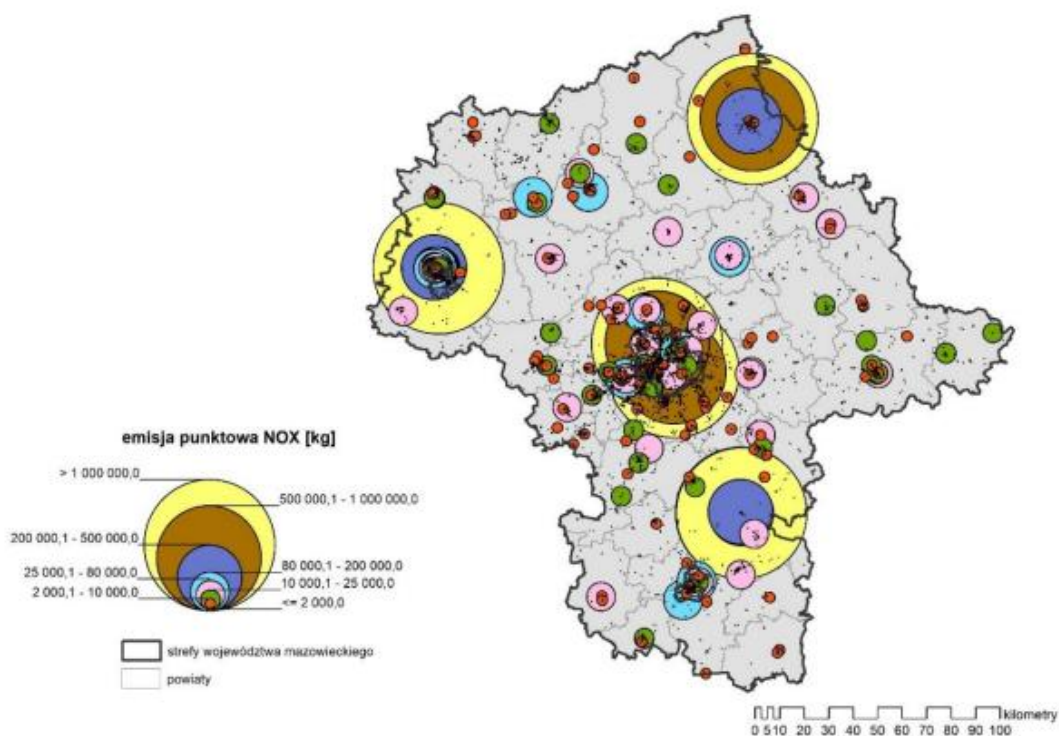 emisja punktowa NOX [kg]
> 1 000 000,0
500 000,1 - 1 000 000,0
200 000,1 - 500 000,0
80 000,1 - 200 000,0
25 000,1 - 80 000,0
10 000,1 - 25 000,0
2 000,1 - 10 000,0
<= 2 000,0
strefy województwa mazowieckiego
powiaty
kilometry
0 5 10 20 30 40 50 60 70 80 90 100